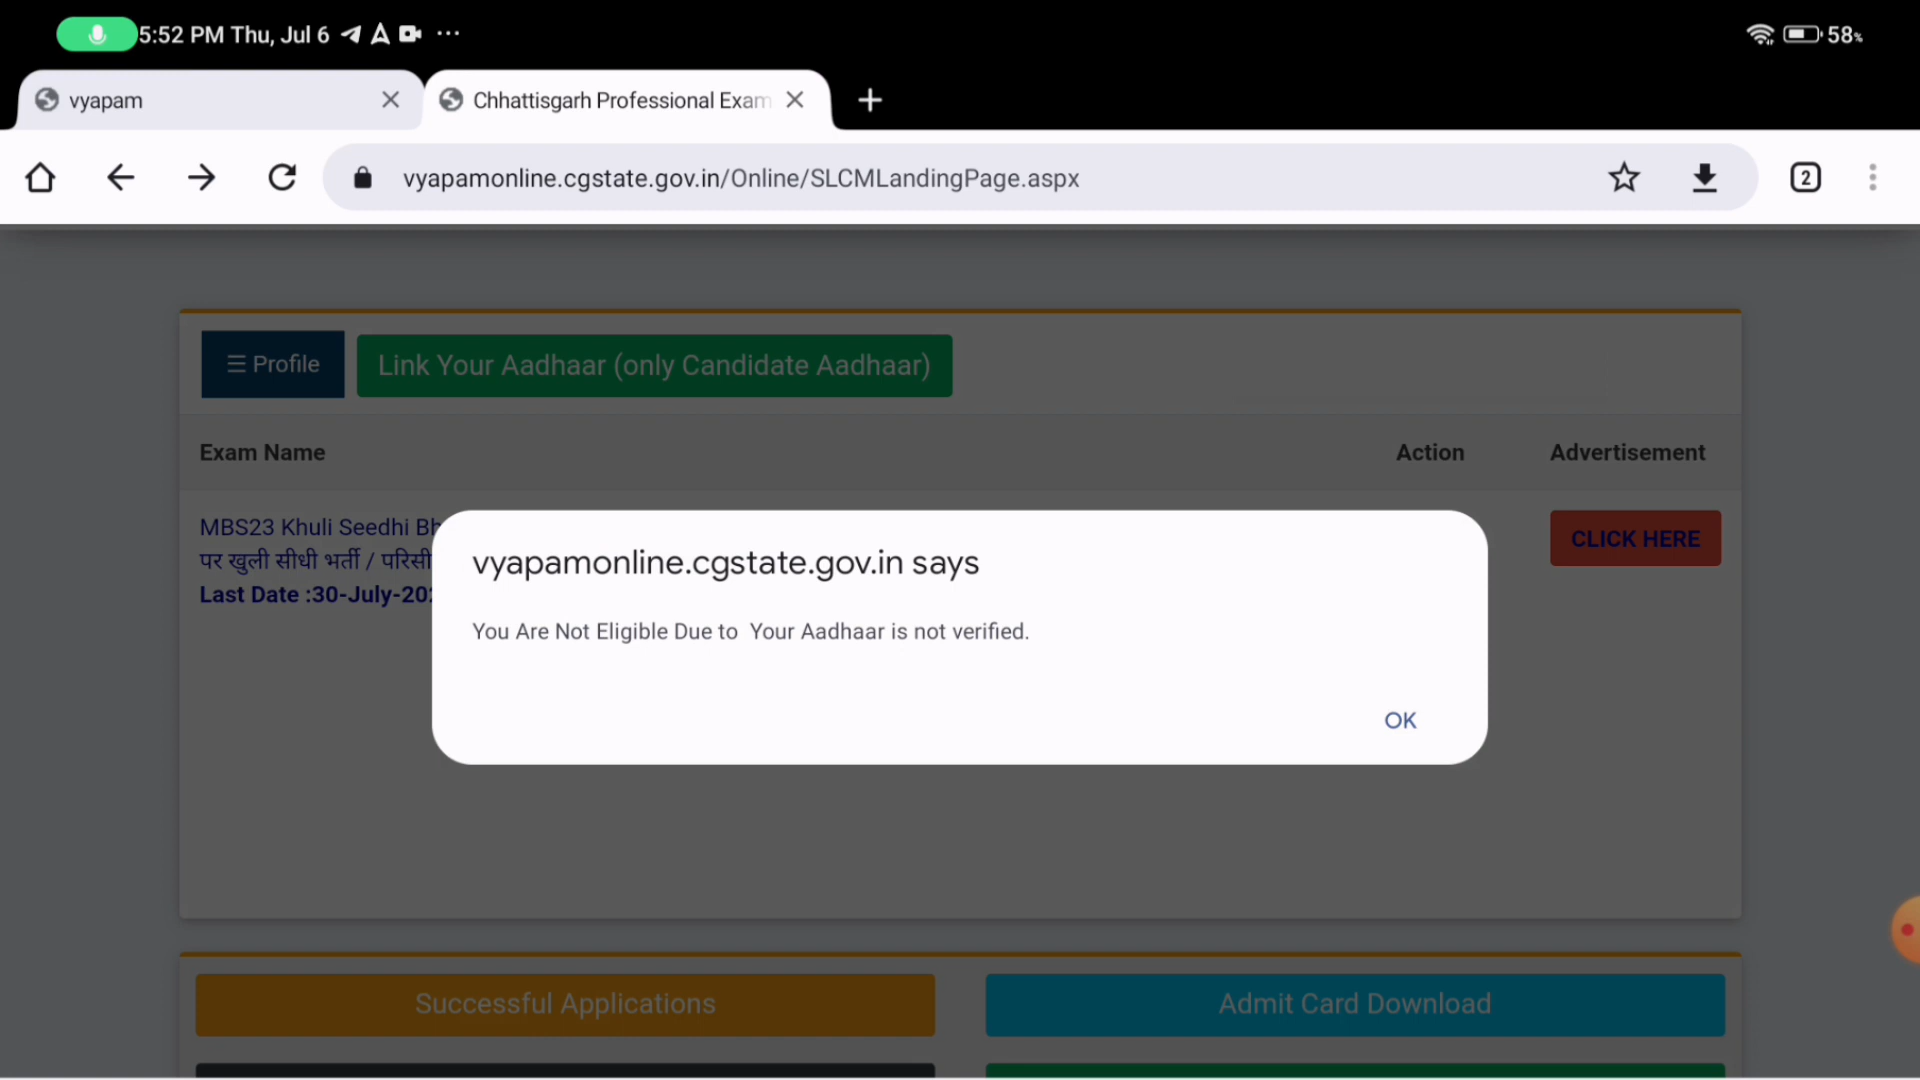 5:52 PM Thu, Jul 6
58%
vyapam
Chhattisgarh Professional Exam
vyapamonline.cgstate.gov.in/Online/SLCMLandingPage.aspx
2
☰ Profile
Link Your Aadhaar (only Candidate Aadhaar)
Exam Name
Action
Advertisement
MBS23 Khuli Seedhi
पर खुली सीधी भर्ती /
Last Date :30-July-
CLICK HERE
vyapamonline.cgstate.gov.in says
You Are Not Eligible Due to Your Aadhaar is not verified.
OK
Successful Applications
Admit Card Download